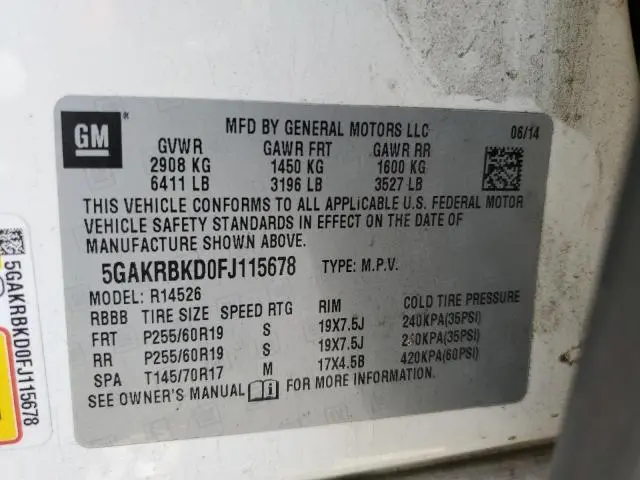 GM
MFD BY GENERAL MOTORS LLC 06/14
GVWR GAWR FRT GAWR RR
2908 KG 1450 KG 1600 KG
6411 LB 3196 LB 3527 LB
THIS VEHICLE CONFORMS TO ALL APPLICABLE U.S. FEDERAL MOTOR
VEHICLE SAFETY STANDARDS IN EFFECT ON THE DATE OF
MANUFACTURE SHOWN ABOVE.
5GAKRBKD0FJ115678 TYPE: M.P.V.
MODEL: R14526
RBBB TIRE SIZE SPEED RTG RIM COLD TIRE PRESSURE
FRT P255/60R19 S 19X7.5J 240KPA(35PSI)
RR P255/60R19 S 19X7.5J 240KPA(35PSI)
SPA T145/70R17 M 17X4.5B 420KPA(60PSI)
SEE OWNER'S MANUAL FOR MORE INFORMATION.
5GAKRBKD0FJ115678